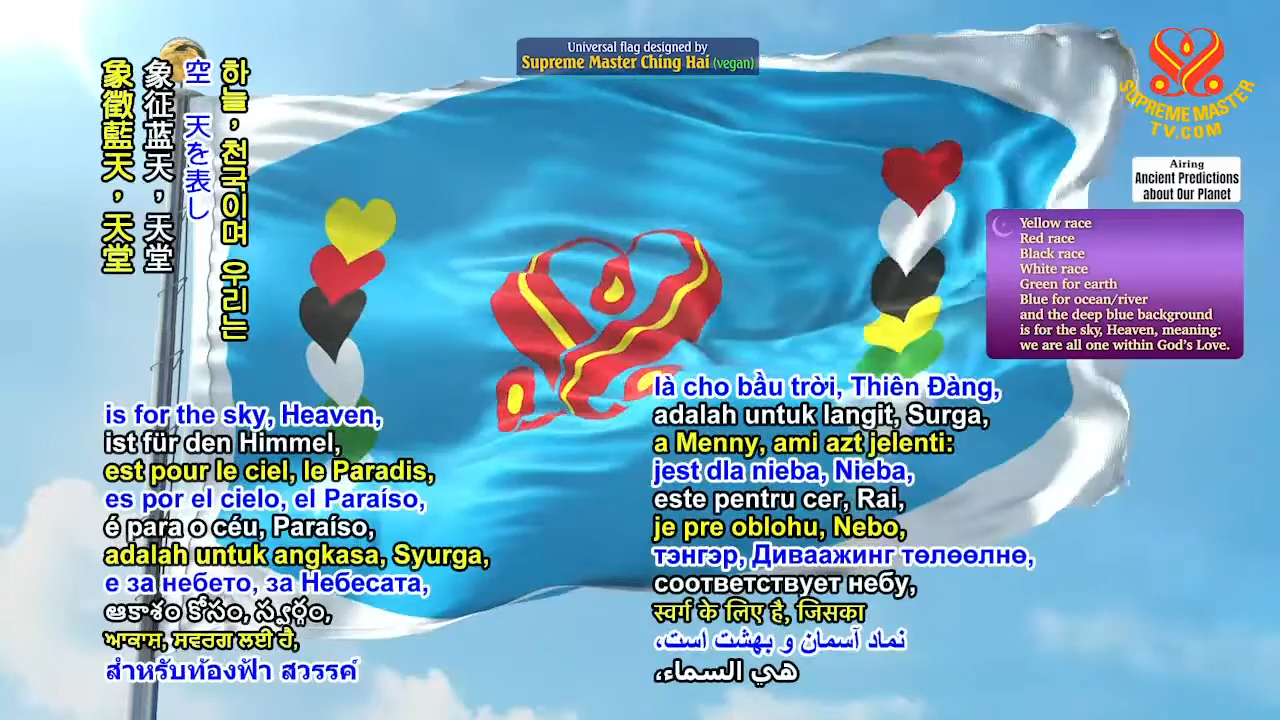 Universal flag designed by
Supreme Master Ching Hai (vegan)
SUPREME MASTER
TV.COM
Airing
Ancient Predictions
about Our Planet
Yellow race
Red race
Black race
White race
Green for earth
Blue for ocean/river
and the deep blue background
is for the sky, Heaven, meaning:
we are all one within God's Love.
하늘, 천국이며 우리는
空 天を表し
象征蓝天，天堂
象徵藍天，天堂
is for the sky, Heaven,
ist für den Himmel,
est pour le ciel, le Paradis,
es por el cielo, el Paraíso,
é para o céu, Paraíso,
adalah untuk angkasa, Syurga,
е за небето, за Небесата,
ఆకాశం కోసం, స్వర్గం,
ਆਕਾਸ਼, ਸਵਰਗ ਲਈ ਹੈ,
สำหรับท้องฟ้า สวรรค์
là cho bầu trời, Thiên Đàng,
adalah untuk langit, Surga,
a Menny, ami azt jelenti:
jest dla nieba, Nieba,
este pentru cer, Rai,
je pre oblohu, Nebo,
тэнгэр, Диваажинг төлөөлнө,
соответствует небу,
स्वर्ग के लिए है, जिसका
نماد آسمان و بهشت است،
هي السماء،